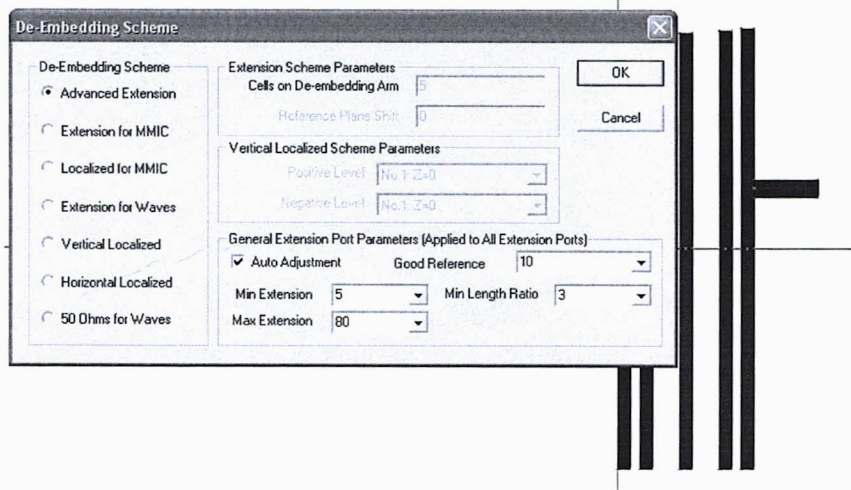 De-Embedding Scheme
De-Embedding Scheme
Advanced Extension
Extension for MMIC
Localized for MMIC
Extension for Waves
Vertical Localized
Horizontal Localized
50 Ohms for Waves
Extension Scheme Parameters
Cells on De-embedding Arm 5
Reference Plans Shift 0
Vertical Localized Scheme Parameters
Positive Level No.1: Z=0
Negative Level No.1: Z=0
General Extension Port Parameters (Applied to All Extension Ports)
Auto Adjustment Good Reference 10
Min Extension 5 Min Length Ratio 3
Max Extension 80
OK
Cancel